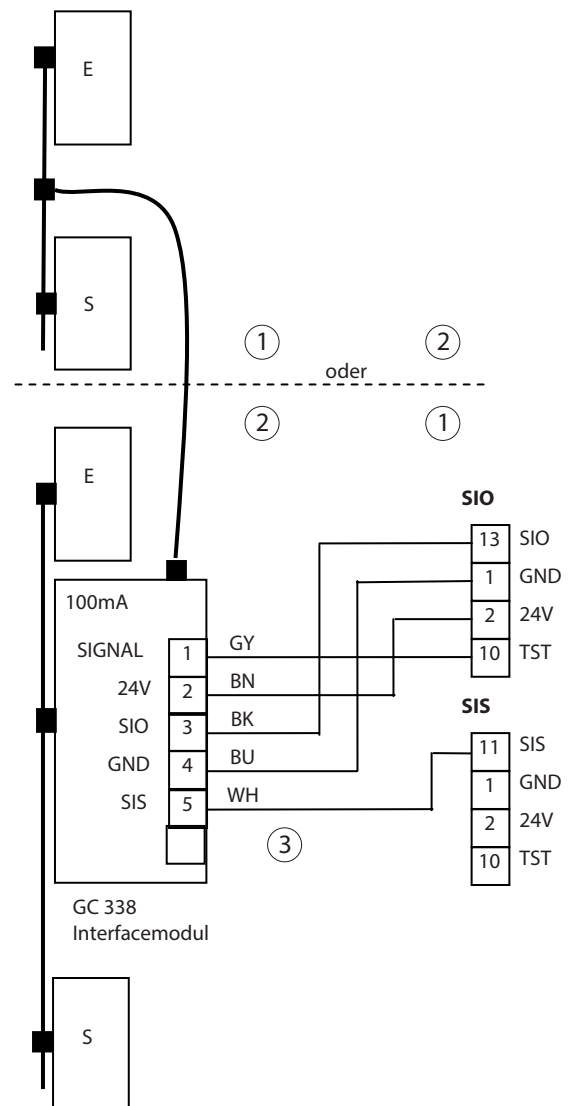 E
S
① ②
oder
② ①
E
SIO
13 SIO
1 GND
2 24V
10 TST
100mA
SIGNAL 1 GY
24V 2 BN
SIO 3 BK
GND 4 BU
SIS 5 WH
③
SIS
11 SIS
1 GND
2 24V
10 TST
GC 338
Interfacemodul
S